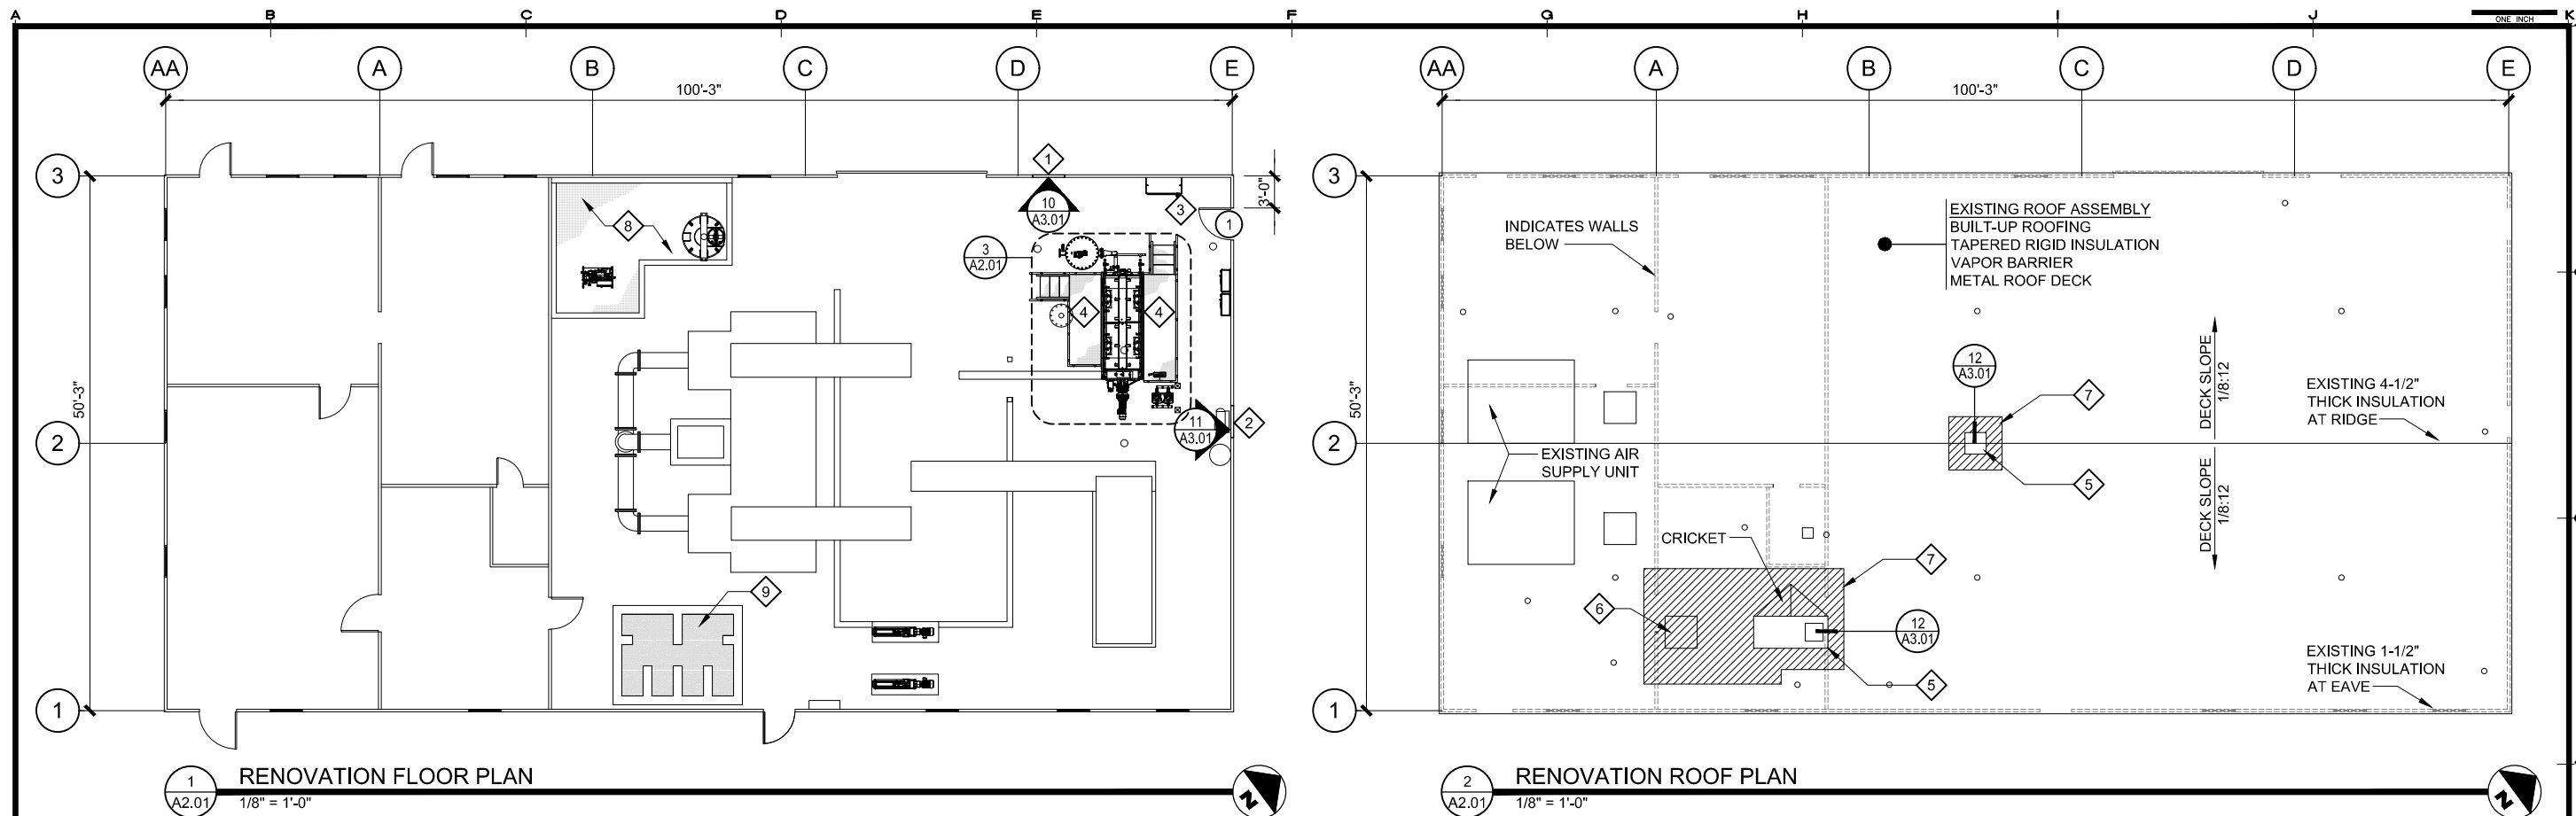 A B C D E F G H I J K
ONE INCH
AA A B C D E
100'-3"
3
2
1
50'-3"
3'-0"
1
10
A3.01
3
1
3
A2.01
8
4
4
11
A3.01
2
9
1
A2.01
RENOVATION FLOOR PLAN
1/8" = 1'-0"
N
AA A B C D E
100'-3"
3
2
1
50'-3"
INDICATES WALLS
BELOW
EXISTING ROOF ASSEMBLY
BUILT-UP ROOFING
TAPERED RIGID INSULATION
VAPOR BARRIER
METAL ROOF DECK
12
A3.01
7
5
DECK SLOPE
1/8:12
DECK SLOPE
1/8:12
EXISTING 4-1/2"
THICK INSULATION
AT RIDGE
EXISTING AIR
SUPPLY UNIT
CRICKET
7
6
12
A3.01
5
EXISTING 1-1/2"
THICK INSULATION
AT EAVE
2
A2.01
RENOVATION ROOF PLAN
1/8" = 1'-0"
N